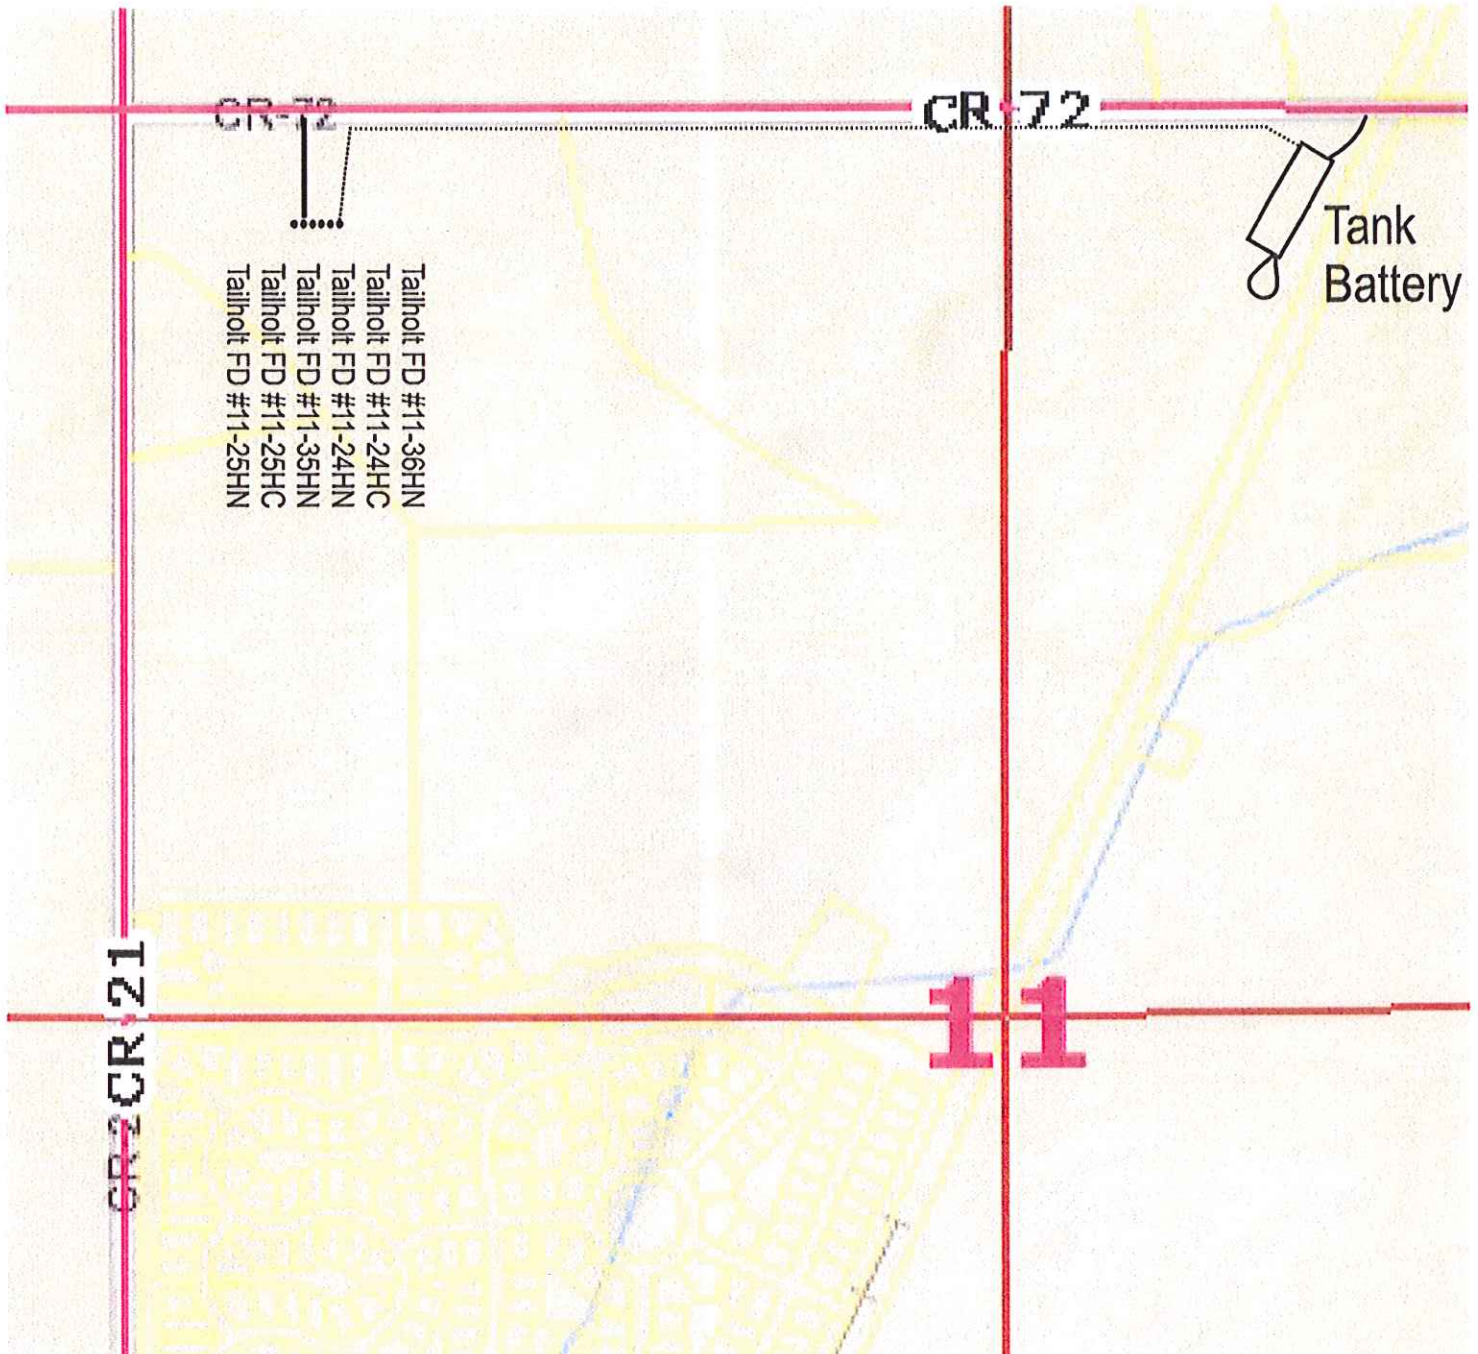 CR-72
CR-72
Tank
Battery
Tailholt FD #11-36HN
Tailholt FD #11-24HC
Tailholt FD #11-24HN
Tailholt FD #11-35HN
Tailholt FD #11-25HC
Tailholt FD #11-25HN
11
CR-21
CR-2